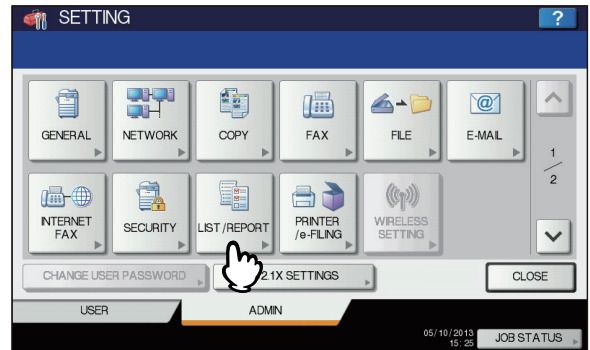 SETTING
?
GENERAL
NETWORK
COPY
FAX
FILE
E-MAIL
1
2
INTERNET
FAX
SECURITY
LIST /REPORT
PRINTER
/e-FILING
WIRELESS
SETTING
CHANGE USER PASSWORD
2.1X SETTINGS
CLOSE
USER
ADMIN
05/10/2013
15:25
JOB STATUS